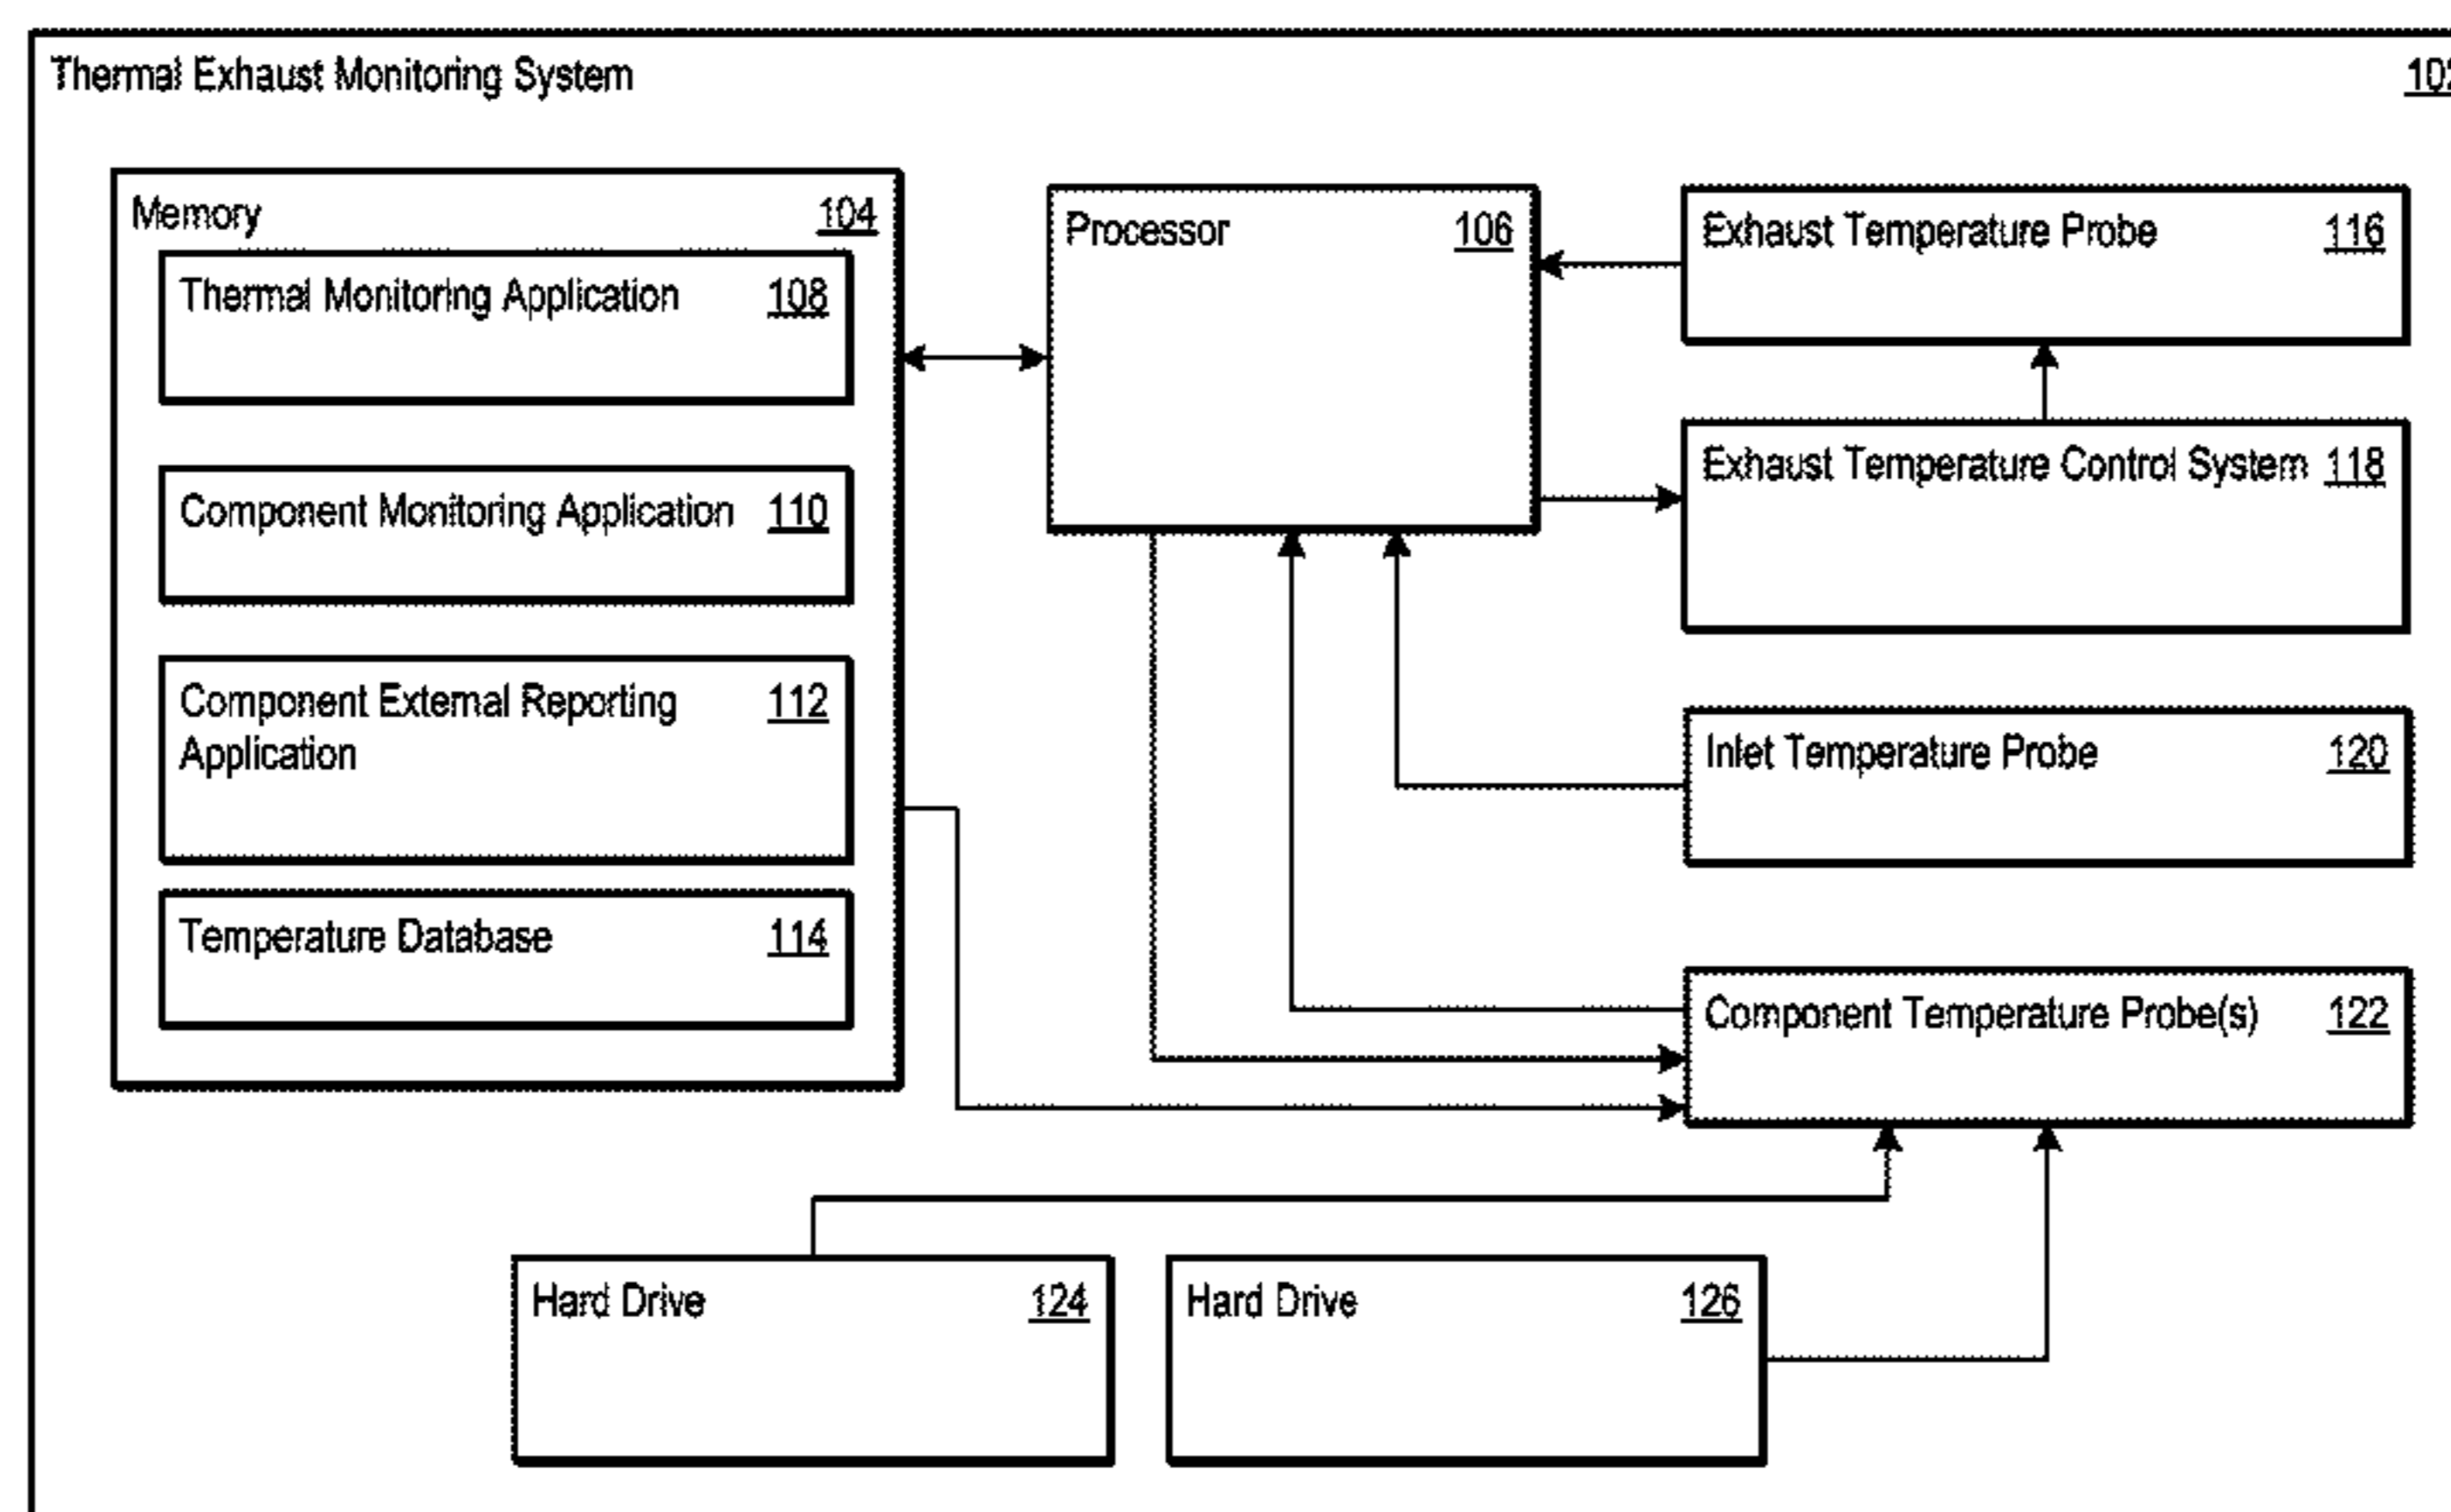 Thermal Exhaust Monitoring System
Memory 104
Thermal Monitoring Application 108
Component Monitoring Application 110
Component External Reporting 112
Application
Temperature Database 114
Processor 106
Exhaust Temperature Probe 116
Exhaust Temperature Control System 118
Inlet Temperature Probe 120
Component Temperature Probe(s) 122
Hard Drive 124
Hard Drive 126